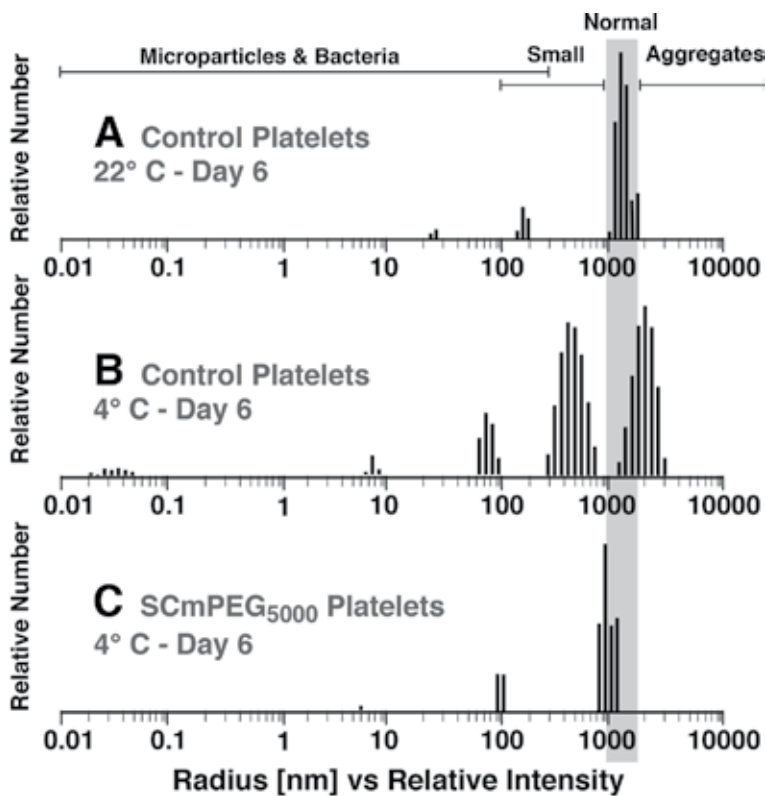 Normal
Microparticles & Bacteria
Small
Aggregates
Relative Number
A Control Platelets
22° C - Day 6
0.01 0.1 1 10 100 1000 10000
Relative Number
B Control Platelets
4° C - Day 6
0.01 0.1 1 10 100 1000 10000
Relative Number
C SCmPEG5000 Platelets
4° C - Day 6
0.01 0.1 1 10 100 1000 10000
Radius [nm] vs Relative Intensity